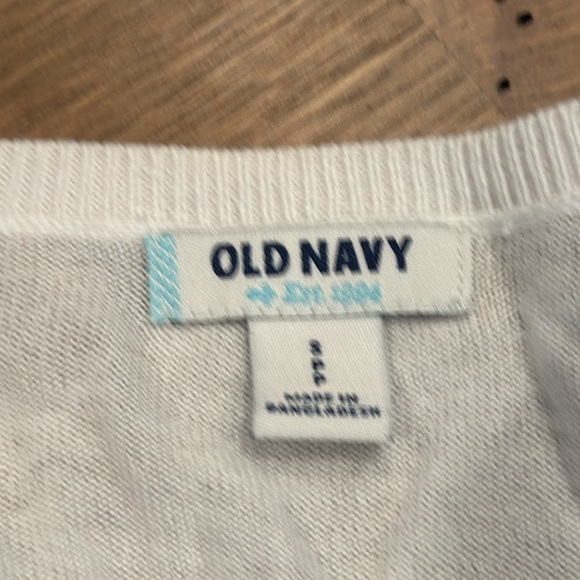 OLD NAVY
Est. 1994
S
P
P
MADE IN
BANGLADESH